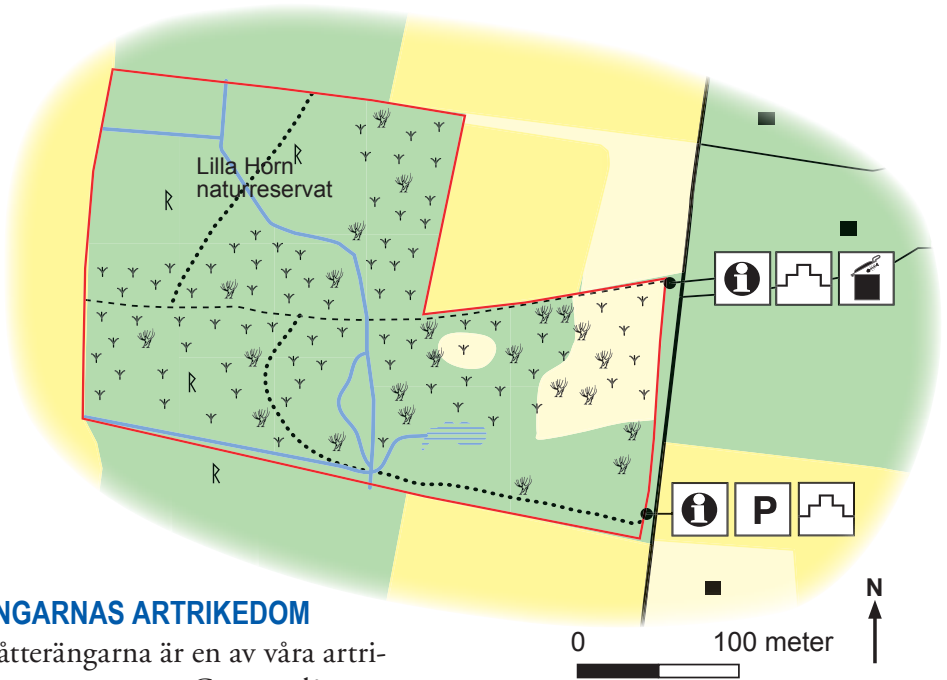 Lilla Horn
naturreservat
i
i
P
N
0 100 meter
NGARNAS ARTRIKEDOM
åtterängarna är en av våra artri-